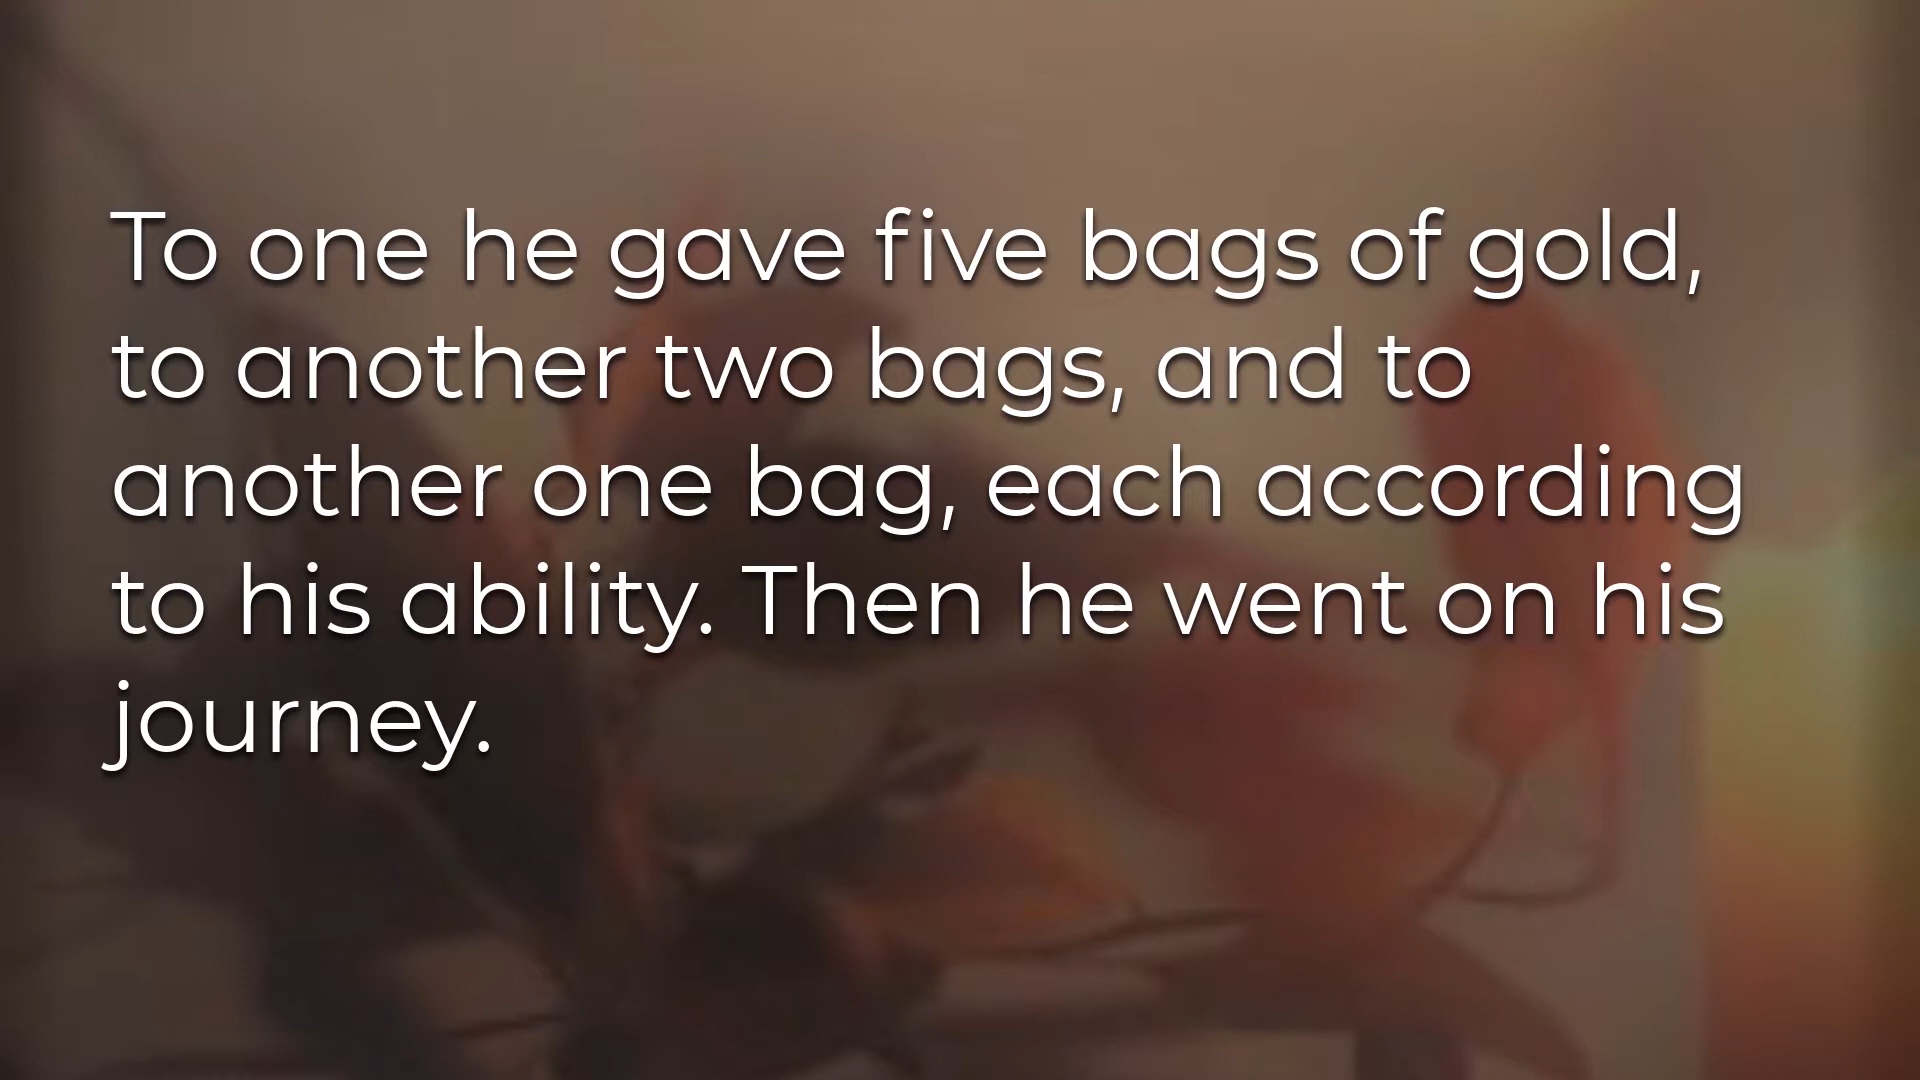 To one he gave five bags of gold,
to another two bags, and to
another one bag, each according
to his ability. Then he went on his
journey.